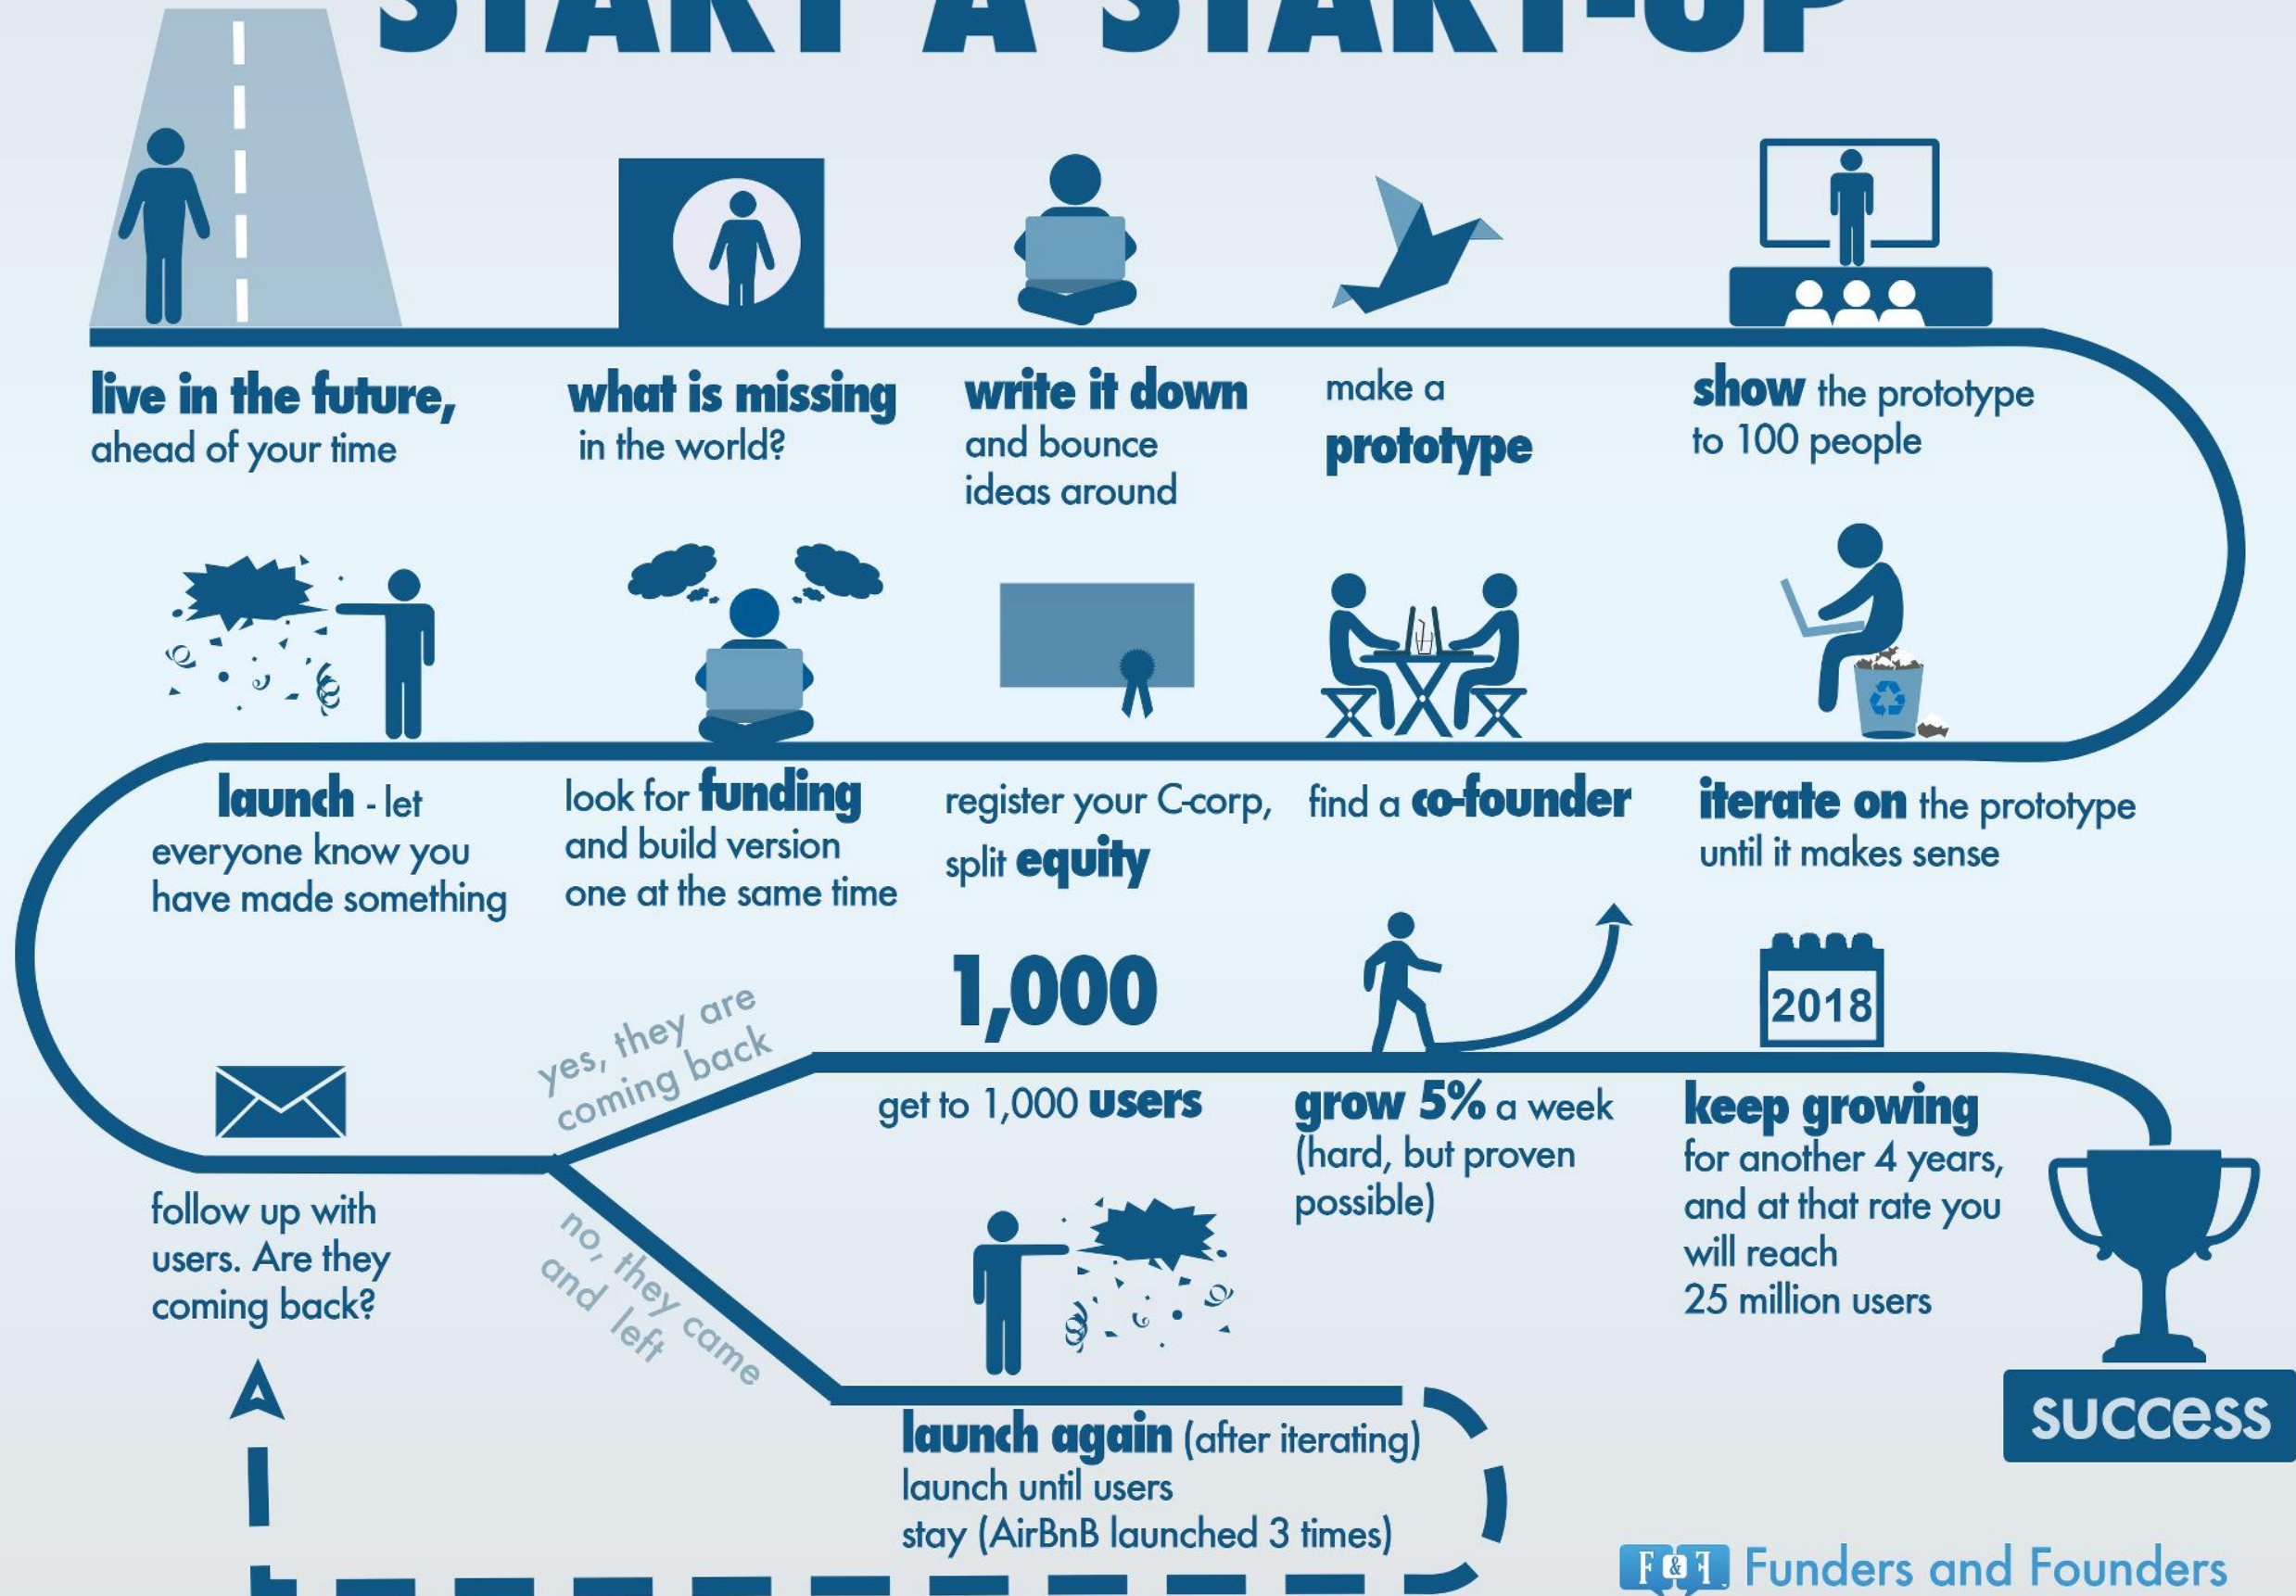 START A START-UP
live in the future,
ahead of your time
what is missing
in the world?
write it down
and bounce
ideas around
make a
prototype
show the prototype
to 100 people
iterate on the prototype
until it makes sense
find a co-founder
register your C-corp,
split equity
look for funding
and build version
one at the same time
launch - let
everyone know you
have made something
follow up with
users. Are they
coming back?
yes, they are
coming back
1,000
get to 1,000 users
grow 5% a week
(hard, but proven
possible)
2018
keep growing
for another 4 years,
and at that rate you
will reach
25 million users
success
no, they came
and left
launch again (after iterating)
launch until users
stay (AirBnB launched 3 times)
F&F Funders and Founders